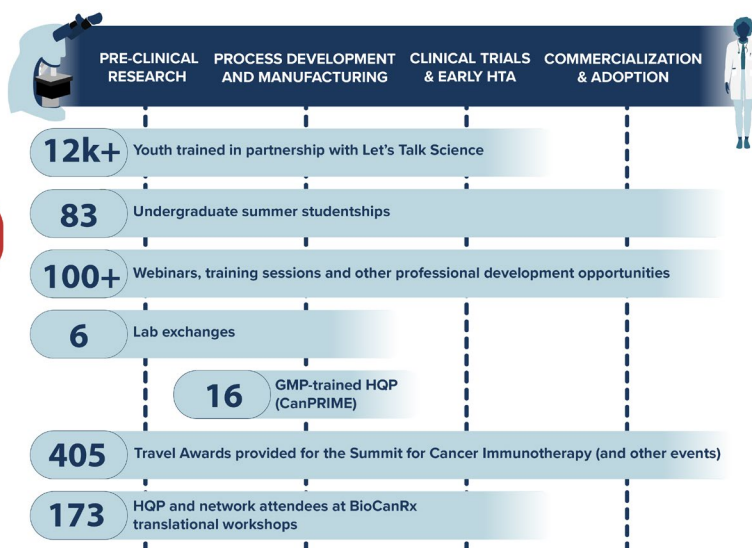 PRE-CLINICAL PROCESS DEVELOPMENT CLINICAL TRIALS COMMERCIALIZATION
RESEARCH AND MANUFACTURING & EARLY HTA & ADOPTION
12k+ Youth trained in partnership with Let's Talk Science
83 Undergraduate summer studentships
100+ Webinars, training sessions and other professional development opportunities
6 Lab exchanges
16 GMP-trained HQP
(CanPRIME)
405 Travel Awards provided for the Summit for Cancer Immunotherapy (and other events)
173 HQP and network attendees at BioCanRx
translational workshops